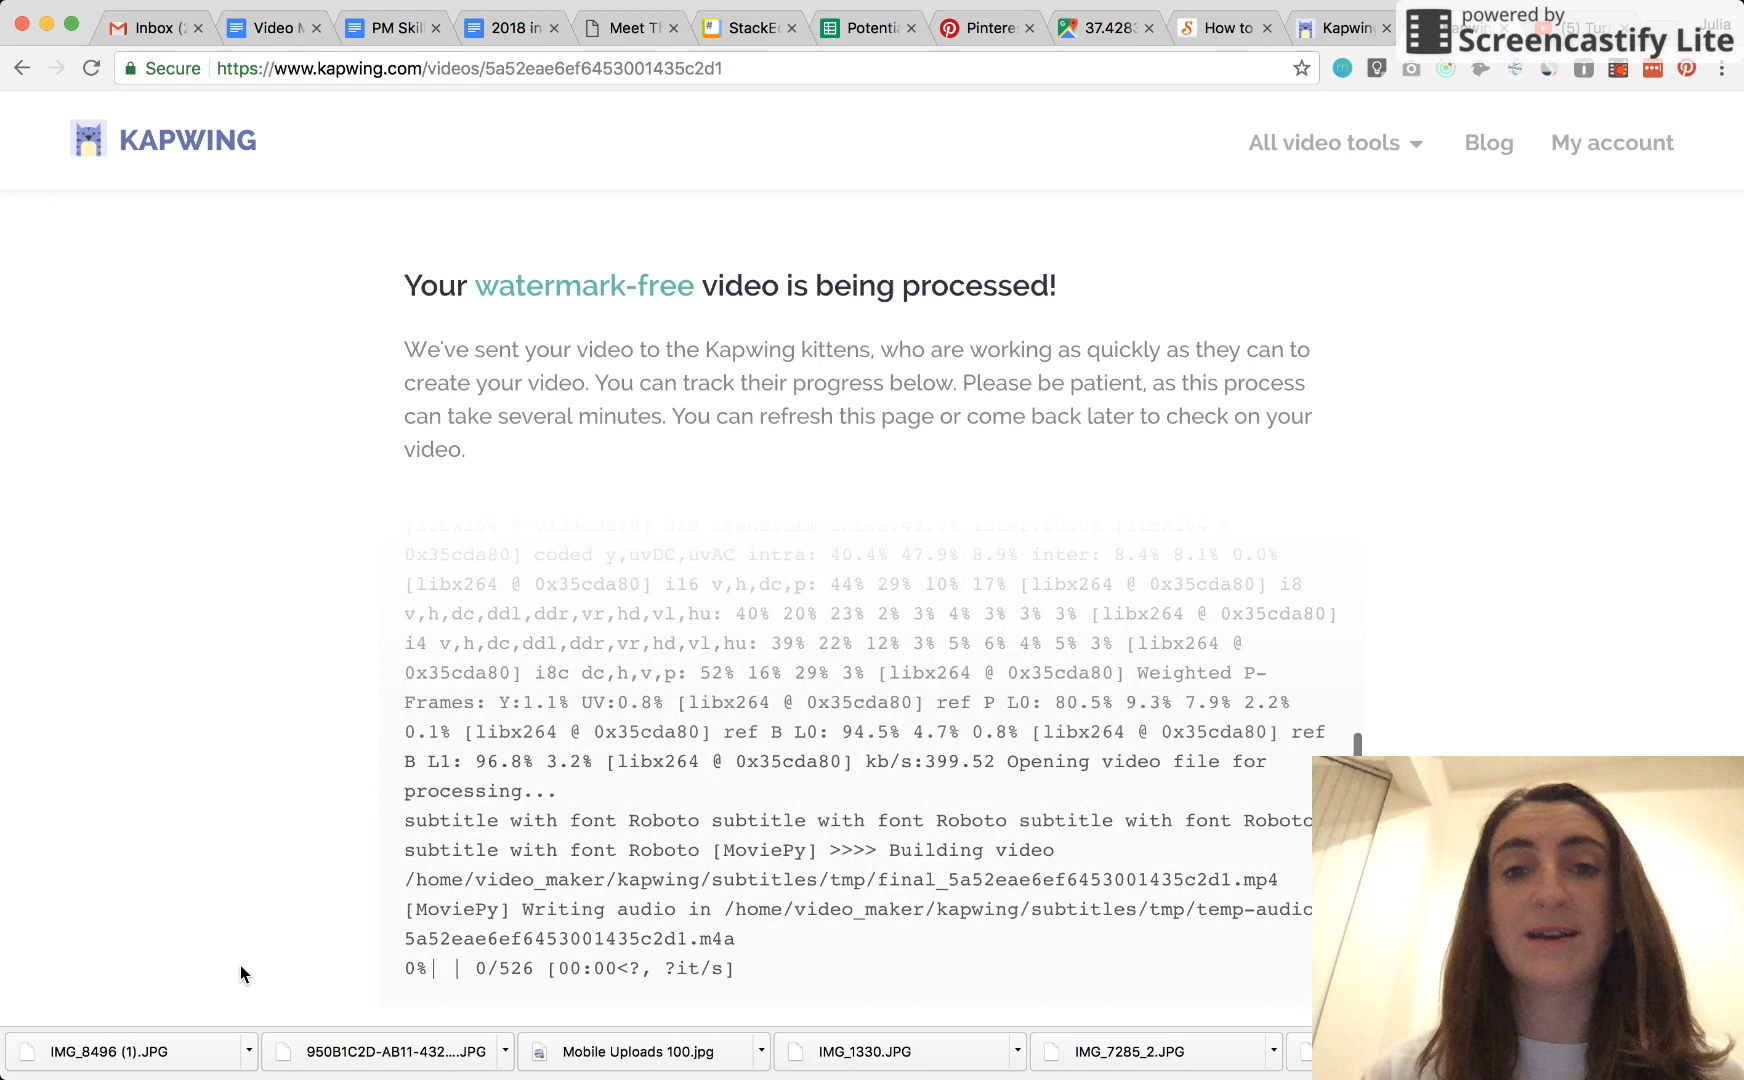 Inbox (2
Video M
PM Skil
2018 in
Meet Th
StackEd
Potentia
Pinteres
37.4283
How to
Kapwing
(5) Tur
Julia
powered by
Screencastify Lite
Secure
https://www.kapwing.com/videos/5a52eae6ef6453001435c2d1
KAPWING
All video tools
Blog
My account
Your watermark-free video is being processed!
We've sent your video to the Kapwing kittens, who are working as quickly as they can to
create your video. You can track their progress below. Please be patient, as this process
can take several minutes. You can refresh this page or come back later to check on your
video.
0x35cda80] coded y,uvDC,uvAC intra: 40.4% 47.9% 8.9% inter: 8.4% 8.1% 0.0%
[libx264 @ 0x35cda80] i16 v,h,dc,p: 44% 29% 10% 17% [libx264 @ 0x35cda80] i8
v,h,dc,ddl,ddr,vr,hd,vl,hu: 40% 20% 23% 2% 3% 4% 3% 3% 3% [libx264 @ 0x35cda80]
i4 v,h,dc,ddl,ddr,vr,hd,vl,hu: 39% 22% 12% 3% 5% 6% 4% 5% 3% [libx264 @
0x35cda80] i8c dc,h,v,p: 52% 16% 29% 3% [libx264 @ 0x35cda80] Weighted P-
Frames: Y:1.1% UV:0.8% [libx264 @ 0x35cda80] ref P L0: 80.5% 9.3% 7.9% 2.2%
0.1% [libx264 @ 0x35cda80] ref B L0: 94.5% 4.7% 0.8% [libx264 @ 0x35cda80] ref
B L1: 96.8% 3.2% [libx264 @ 0x35cda80] kb/s:399.52 Opening video file for
processing...
subtitle with font Roboto subtitle with font Roboto subtitle with font Roboto
subtitle with font Roboto [MoviePy] >>>> Building video
/home/video_maker/kapwing/subtitles/tmp/final_5a52eae6ef6453001435c2d1.mp4
[MoviePy] Writing audio in /home/video_maker/kapwing/subtitles/tmp/temp-audio
5a52eae6ef6453001435c2d1.m4a
0%| | 0/526 [00:00<?, ?it/s]
IMG_8496 (1).JPG
950B1C2D-AB11-432....JPG
Mobile Uploads 100.jpg
IMG_1330.JPG
IMG_7285_2.JPG